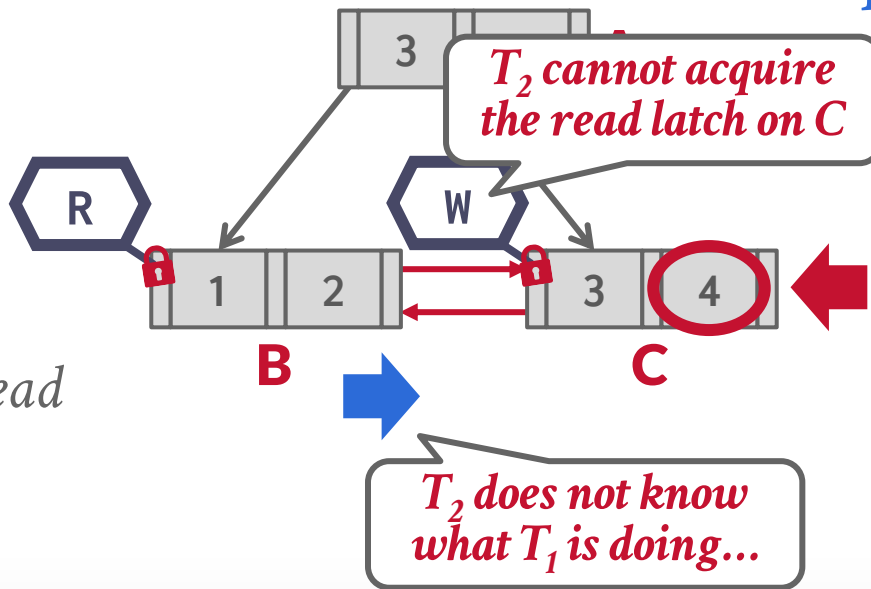 3
T₂ cannot acquire
the read latch on C
R
W
1 2
3 4
B
C
T₂ does not know
what T₁ is doing...